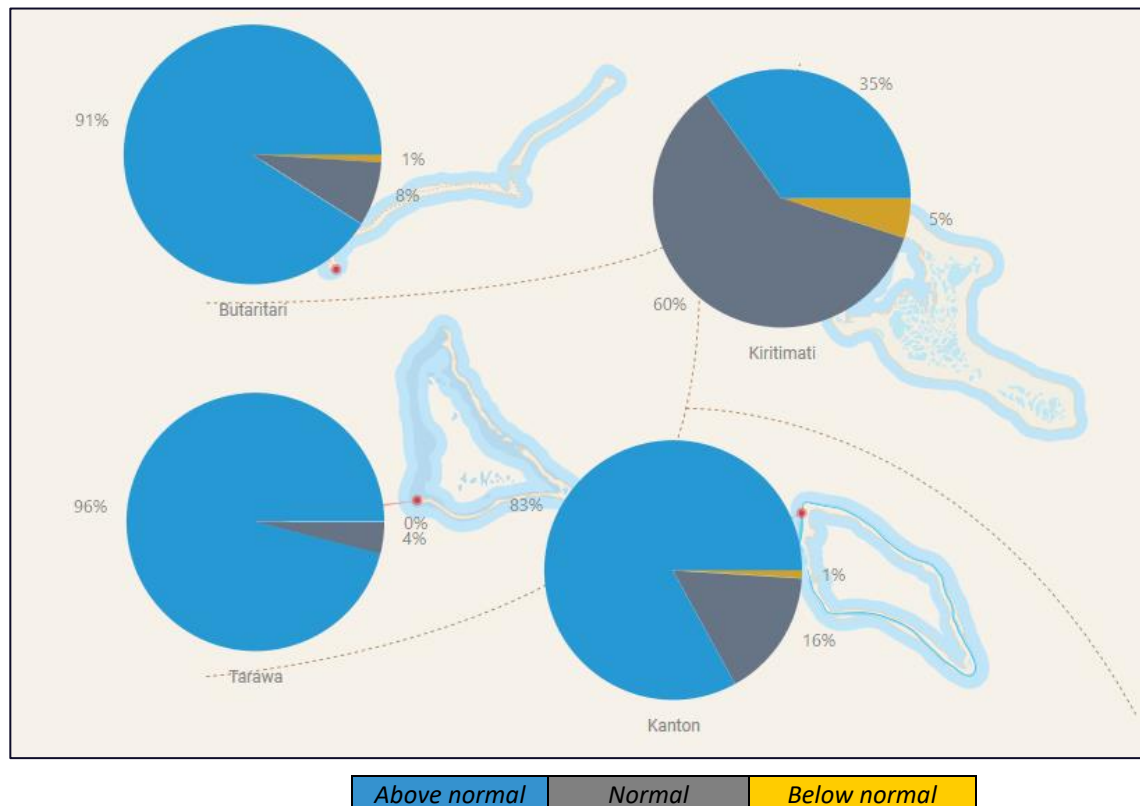 91%
1%
8%
Butaritari
35%
5%
60%
Kiritimati
96%
0%
4%
Tarawa
83%
1%
16%
Kanton
Above normal Normal Below normal